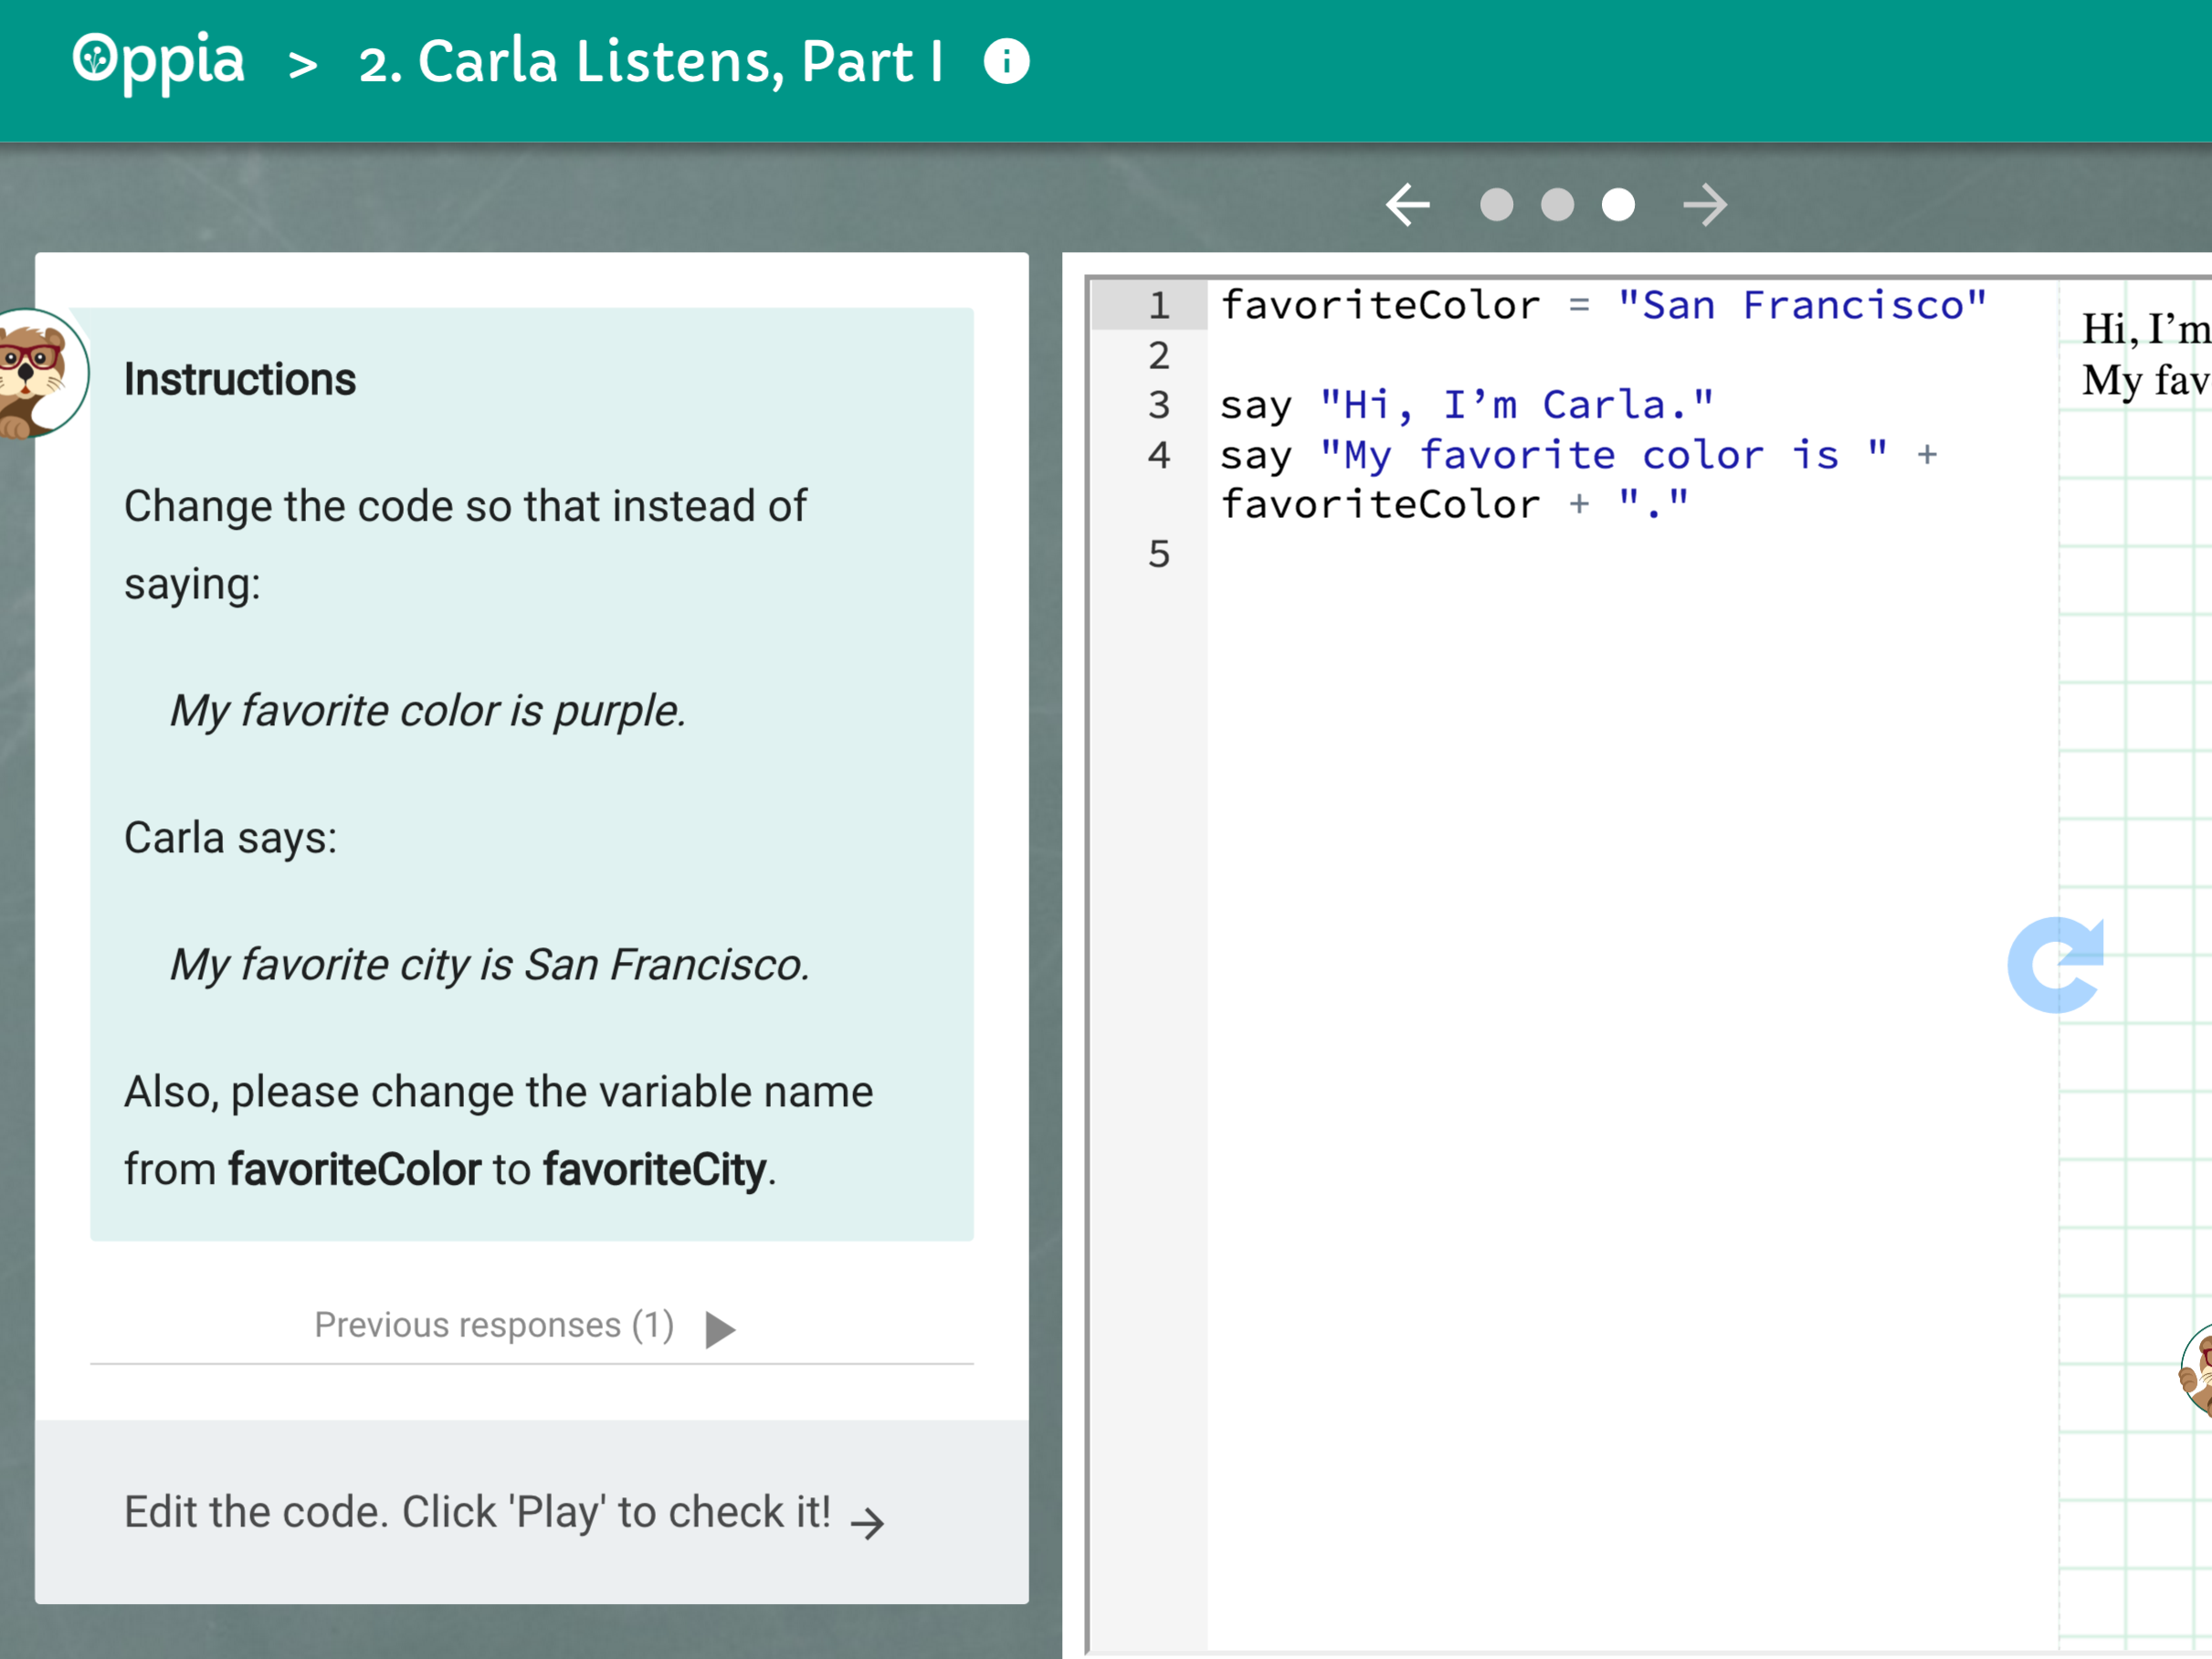 Oppia > 2. Carla Listens, Part I i
Instructions
Change the code so that instead of
saying:
My favorite color is purple.
Carla says:
My favorite city is San Francisco.
Also, please change the variable name
from favoriteColor to favoriteCity.
Previous responses (1)
Edit the code. Click 'Play' to check it!
1 favoriteColor = "San Francisco"
2
3 say "Hi, I’m Carla."
4 say "My favorite color is " +
favoriteColor + "."
5
Hi, I’m
My fav